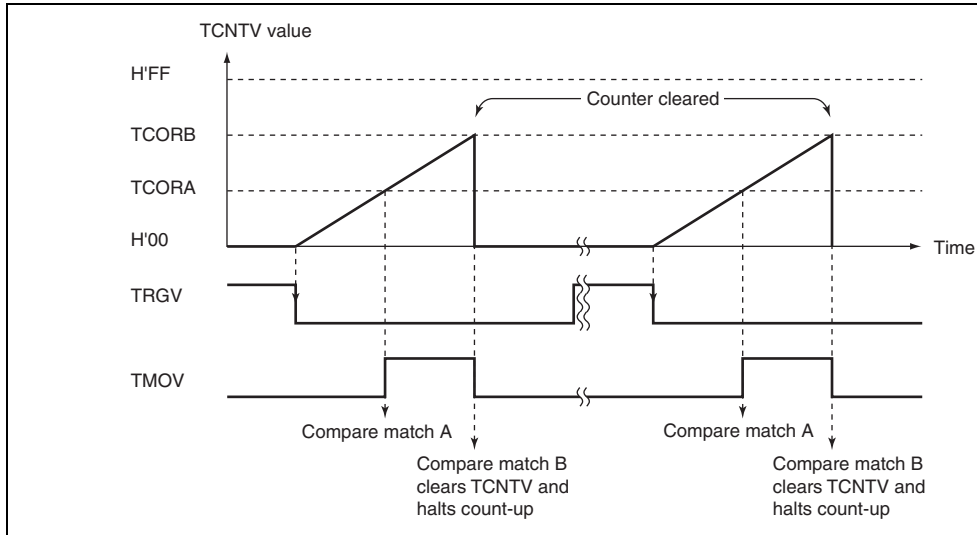 TCNTV value
H'FF
Counter cleared
TCORB
TCORA
H'00
Time
TRGV
TMOV
Compare match A
Compare match A
Compare match B
clears TCNTV and
halts count-up
Compare match B
clears TCNTV and
halts count-up